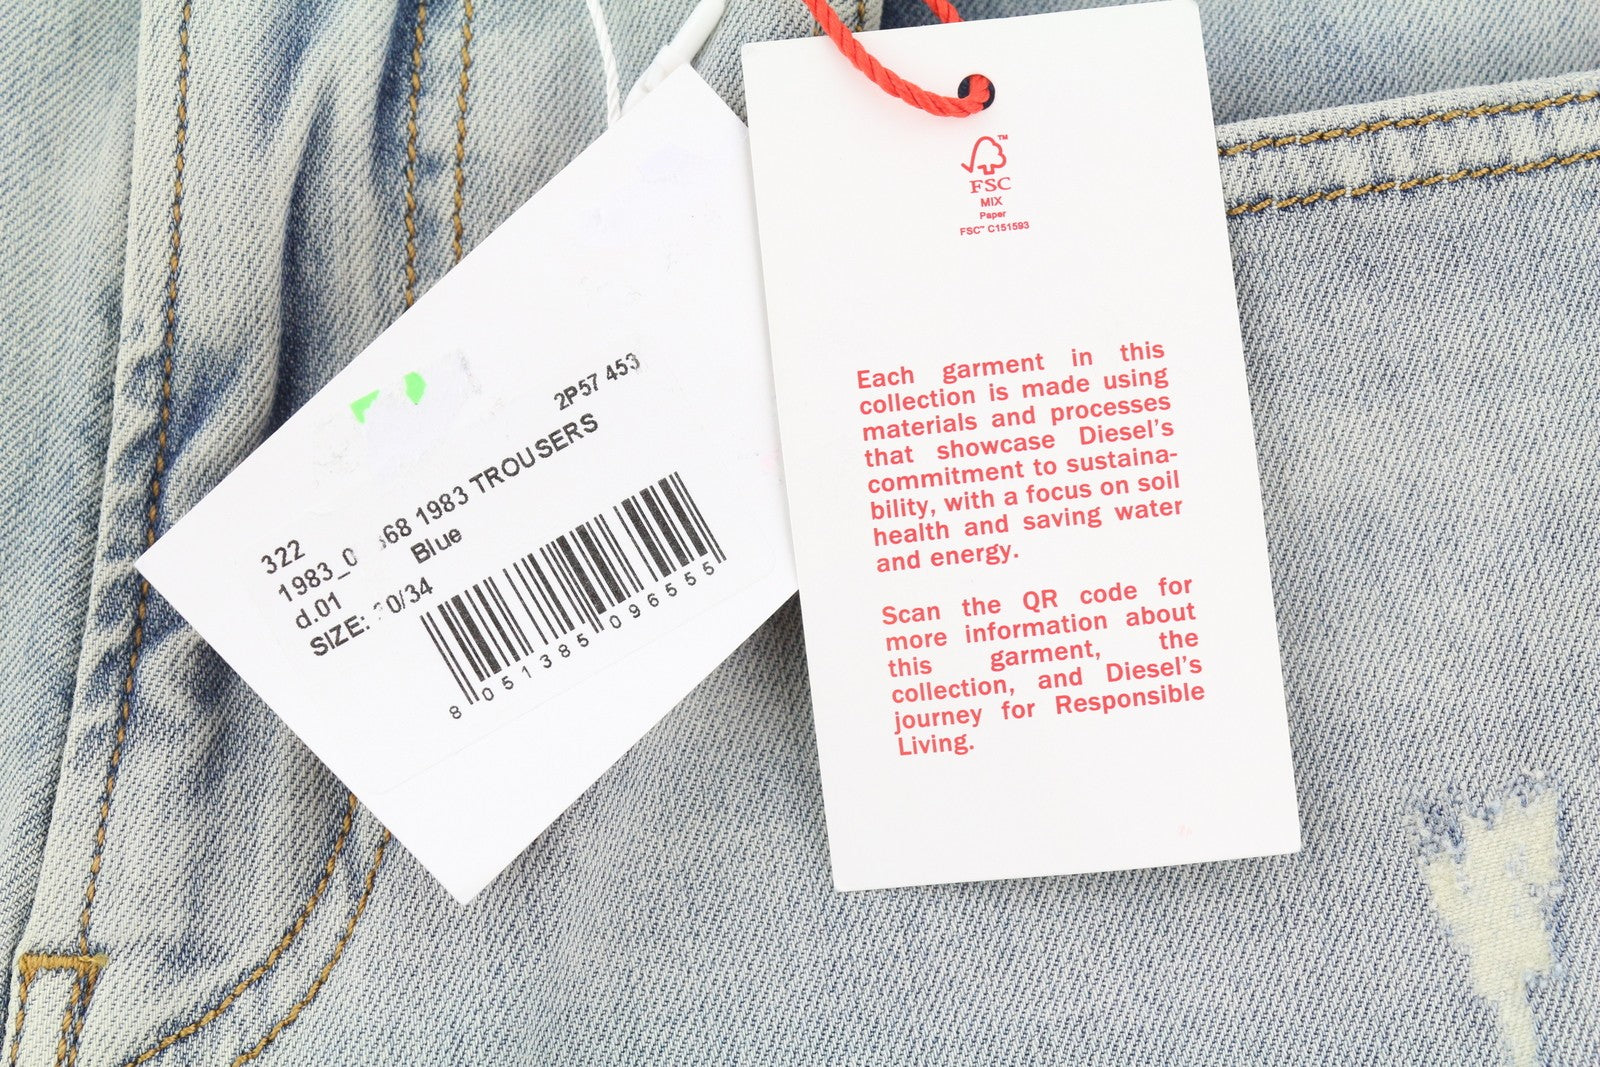 2P57 453
322
1983 TROUSERS
d.01
Blue
SIZE:
8 051385 096555
FSC
TM
MIX
Paper
FSC™ C151593
Each garment in this
collection is made using
materials and processes
that showcase Diesel's
commitment to sustaina-
bility, with a focus on soil
health and saving water
and energy.
Scan the QR code for
more information about
this garment, the
collection, and Diesel's
journey for Responsible
Living.